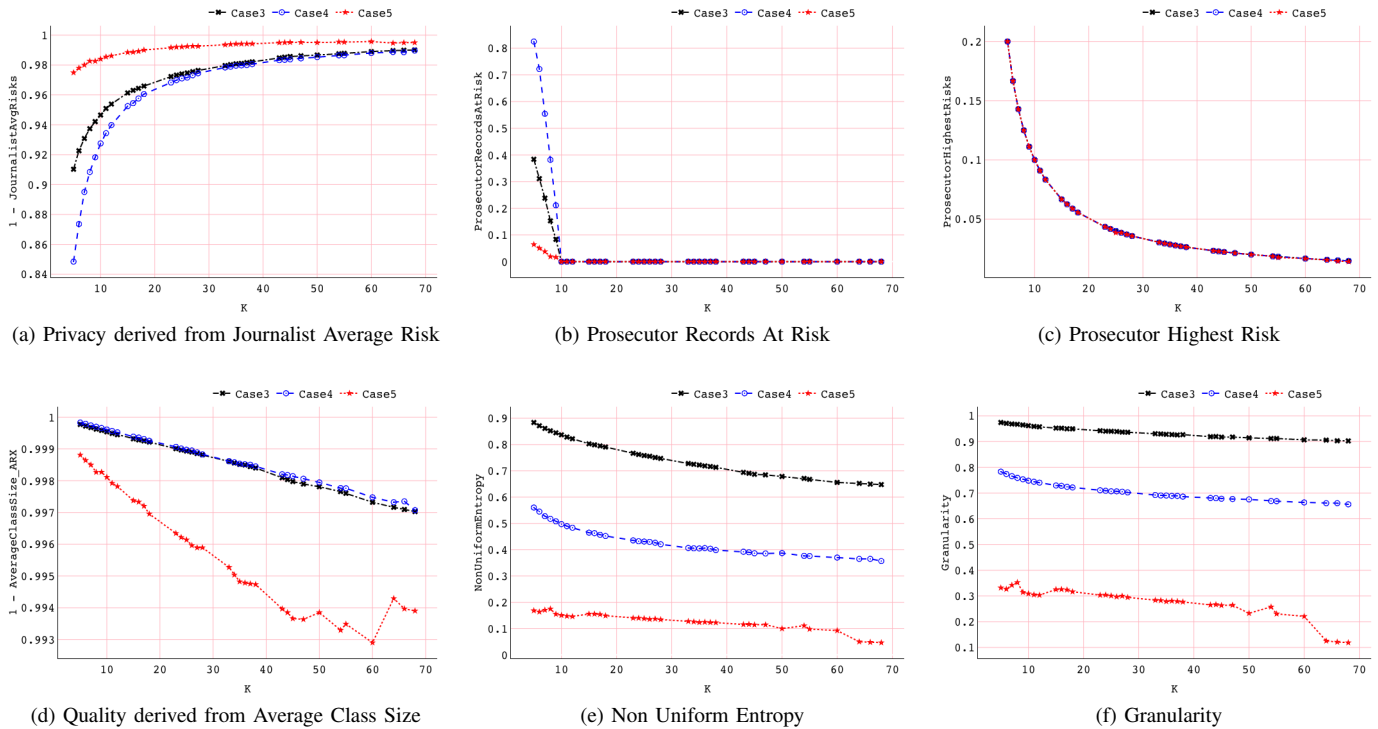 Case3 Case4 Case5
1 - JournalistAvgRisks
1
0.98
0.96
0.94
0.92
0.9
0.88
0.86
0.84
10 20 30 40 50 60 70
K
(a) Privacy derived from Journalist Average Risk
Case3 Case4 Case5
ProsecutorRecordsAtRisk
0.8
0.7
0.6
0.5
0.4
0.3
0.2
0.1
0
10 20 30 40 50 60 70
K
(b) Prosecutor Records At Risk
Case3 Case4 Case5
ProsecutorHighestRisks
0.2
0.15
0.1
0.05
10 20 30 40 50 60 70
K
(c) Prosecutor Highest Risk
Case3 Case4 Case5
1 - AverageClassSize_ARX
1
0.999
0.998
0.997
0.996
0.995
0.994
0.993
10 20 30 40 50 60 70
K
(d) Quality derived from Average Class Size
Case3 Case4 Case5
NonUniformEntropy
0.9
0.8
0.7
0.6
0.5
0.4
0.3
0.2
0.1
0
10 20 30 40 50 60 70
K
(e) Non Uniform Entropy
Case3 Case4 Case5
Granularity
1
0.9
0.8
0.7
0.6
0.5
0.4
0.3
0.2
0.1
10 20 30 40 50 60 70
K
(f) Granularity